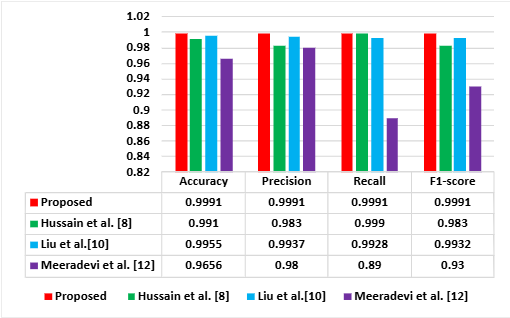 1.02
1
0.98
0.96
0.94
0.92
0.9
0.88
0.86
0.84
0.82
Accuracy Precision Recall F1-score
Proposed 0.9991 0.9991 0.9991 0.9991
Hussain et al. [8] 0.991 0.983 0.999 0.983
Liu et al.[10] 0.9955 0.9937 0.9928 0.9932
Meeradevi et al. [12] 0.9656 0.98 0.89 0.93
Proposed Hussain et al. [8] Liu et al.[10] Meeradevi et al. [12]